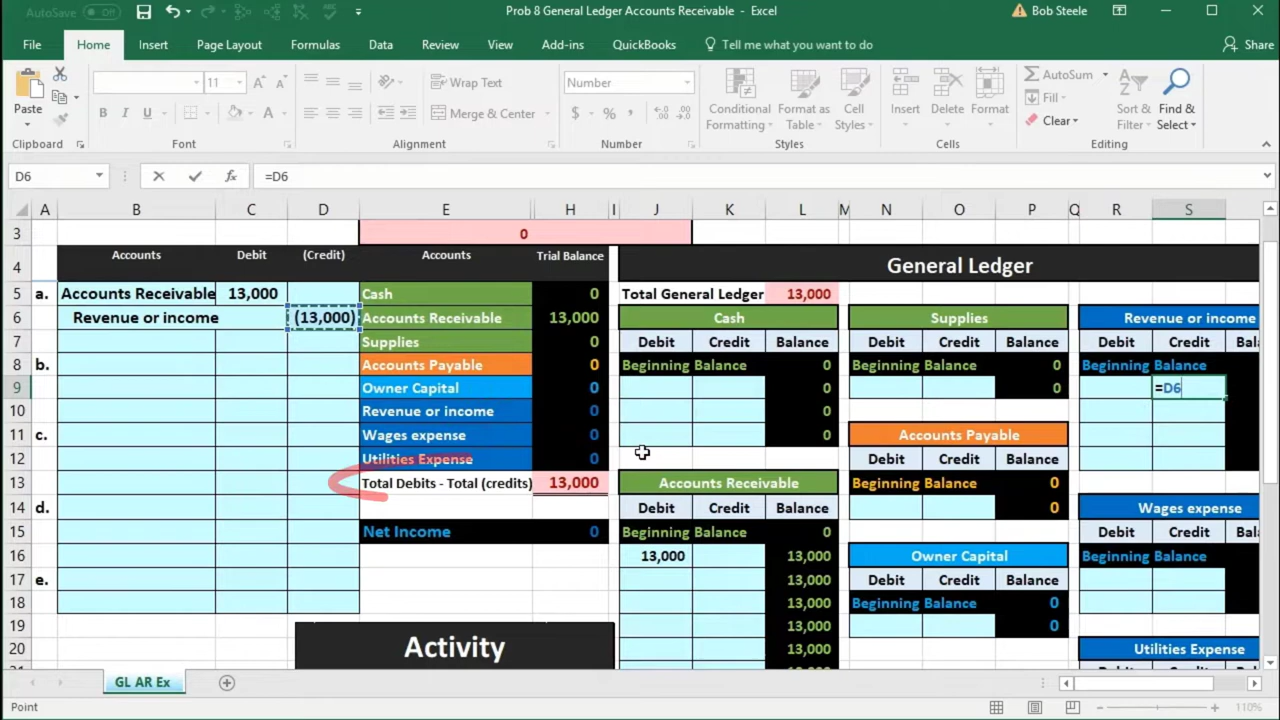 AutoSave Off
Prob 8 General Ledger Accounts Receivable - Excel
Bob Steele
File Home Insert Page Layout Formulas Data Review View Add-ins QuickBooks Tell me what you want to do Share
Paste
11
B I U
Wrap Text
Merge & Center
Number
$ %
Conditional Formatting
Format as Table
Cell Styles
Insert Delete Format
AutoSum
Fill
Clear
Sort & Filter
Find & Select
Clipboard Font Alignment Number Styles Cells Editing
D6 fx =D6
A B C D E H I J K L M N O P Q R S
3 0
4 Accounts Debit (Credit) Accounts Trial Balance General Ledger
5 a. Accounts Receivable 13,000 Cash 0 Total General Ledger 13,000
6 Revenue or income (13,000) Accounts Receivable 13,000 Cash Supplies Revenue or income
7 Supplies 0 Debit Credit Balance Debit Credit Balance Debit Credit
8 b. Accounts Payable 0 Beginning Balance 0 Beginning Balance 0 Beginning Balance
9 Owner Capital 0 0 0 =D6
10 Revenue or income 0 0
11 c. Wages expense 0 0 Accounts Payable
12 Utilities Expense 0 Debit Credit Balance
13 Total Debits - Total (credits) 13,000 Accounts Receivable Beginning Balance 0
14 d. Debit Credit Balance 0 Wages expense
15 Net Income 0 Beginning Balance 0 Debit Credit
16 13,000 13,000 Owner Capital Beginning Balance
17 e. 13,000 Debit Credit Balance
18 13,000 Beginning Balance 0
19 13,000 0
20 Activity 13,000 Utilities Expense
GL AR Ex
Point 110%